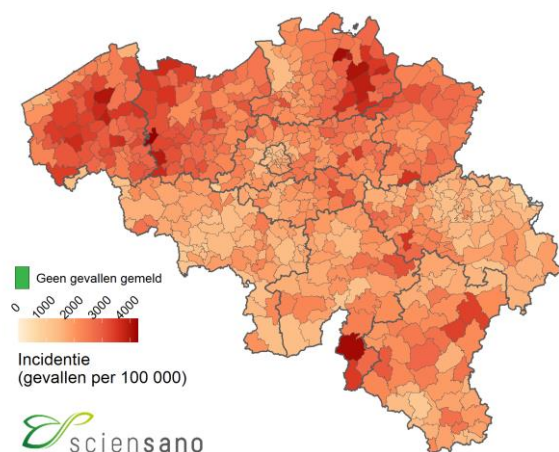 Geen gevallen gemeld
0 1000 2000 3000 4000
Incidentie
(gevallen per 100 000)
sciensano